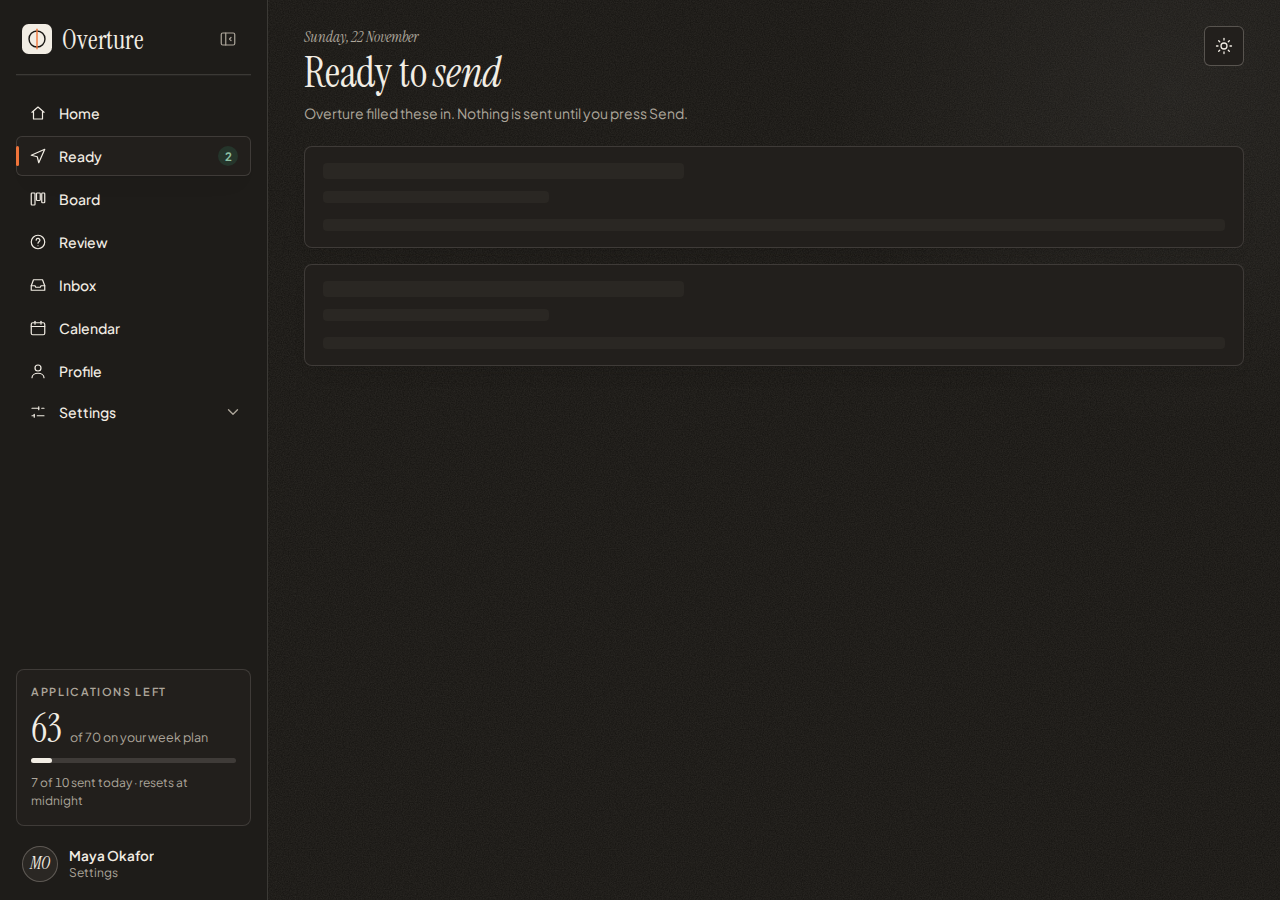 Overture
Home
Ready
2
Board
Review
Inbox
Calendar
Profile
Settings
APPLICATIONS LEFT
63 of 70 on your week plan
7 of 10 sent today · resets at
midnight
MO
Maya Okafor
Settings
Sunday, 22 November
Ready to send
Overture filled these in. Nothing is sent until you press Send.